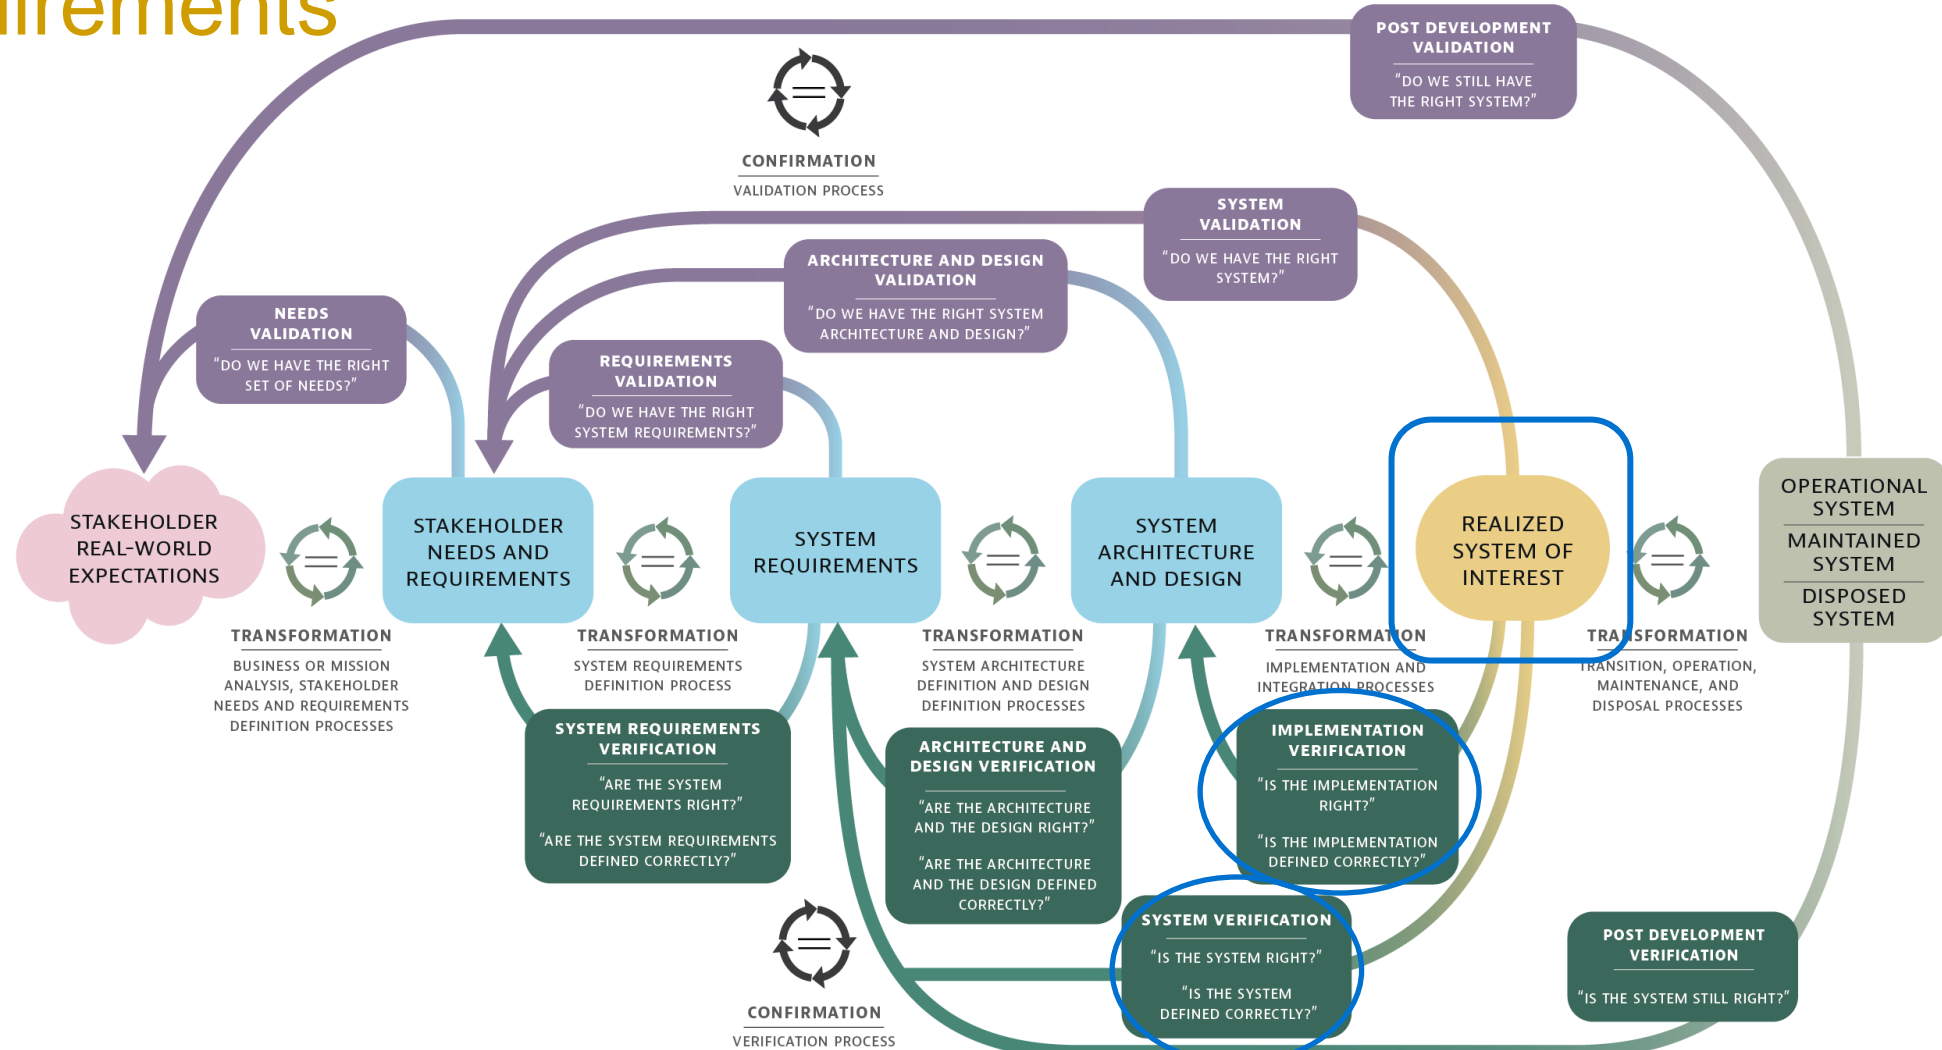 irements
POST DEVELOPMENT
VALIDATION
"DO WE STILL HAVE
THE RIGHT SYSTEM?"
CONFIRMATION
VALIDATION PROCESS
SYSTEM
VALIDATION
"DO WE HAVE THE RIGHT
SYSTEM?"
ARCHITECTURE AND DESIGN
VALIDATION
"DO WE HAVE THE RIGHT SYSTEM
ARCHITECTURE AND DESIGN?"
NEEDS
VALIDATION
"DO WE HAVE THE RIGHT
SET OF NEEDS?"
REQUIREMENTS
VALIDATION
"DO WE HAVE THE RIGHT
SYSTEM REQUIREMENTS?"
STAKEHOLDER
REAL-WORLD
EXPECTATIONS
STAKEHOLDER
NEEDS AND
REQUIREMENTS
SYSTEM
REQUIREMENTS
SYSTEM
ARCHITECTURE
AND DESIGN
REALIZED
SYSTEM OF
INTEREST
OPERATIONAL
SYSTEM
MAINTAINED
SYSTEM
DISPOSED
SYSTEM
TRANSFORMATION
BUSINESS OR MISSION
ANALYSIS, STAKEHOLDER
NEEDS AND REQUIREMENTS
DEFINITION PROCESSES
TRANSFORMATION
SYSTEM REQUIREMENTS
DEFINITION PROCESS
TRANSFORMATION
SYSTEM ARCHITECTURE
DEFINITION AND DESIGN
DEFINITION PROCESSES
TRANSFORMATION
IMPLEMENTATION AND
INTEGRATION PROCESSES
TRANSFORMATION
TRANSITION, OPERATION,
MAINTENANCE, AND
DISPOSAL PROCESSES
SYSTEM REQUIREMENTS
VERIFICATION
"ARE THE SYSTEM
REQUIREMENTS RIGHT?"
"ARE THE SYSTEM REQUIREMENTS
DEFINED CORRECTLY?"
ARCHITECTURE AND
DESIGN VERIFICATION
"ARE THE ARCHITECTURE
AND THE DESIGN RIGHT?"
"ARE THE ARCHITECTURE
AND THE DESIGN DEFINED
CORRECTLY?"
IMPLEMENTATION
VERIFICATION
"IS THE IMPLEMENTATION
RIGHT?"
"IS THE IMPLEMENTATION
DEFINED CORRECTLY?"
SYSTEM VERIFICATION
"IS THE SYSTEM RIGHT?"
"IS THE SYSTEM
DEFINED CORRECTLY?"
POST DEVELOPMENT
VERIFICATION
"IS THE SYSTEM STILL RIGHT?"
CONFIRMATION
VERIFICATION PROCESS